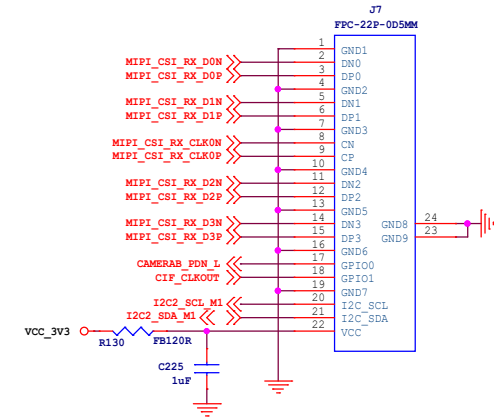 J7
FPC-22P-0D5MM
1 GND1
MIPI_CSI_RX_D0N 2 DN0
MIPI_CSI_RX_D0P 3 DP0
4 GND2
MIPI_CSI_RX_D1N 5 DN1
MIPI_CSI_RX_D1P 6 DP1
7 GND3
MIPI_CSI_RX_CLK0N 8 CN
MIPI_CSI_RX_CLK0P 9 CP
10 GND4
MIPI_CSI_RX_D2N 11 DN2
MIPI_CSI_RX_D2P 12 DP2
13 GND5
MIPI_CSI_RX_D3N 14 DN3 GND8 24
MIPI_CSI_RX_D3P 15 DP3 GND9 23
16 GND6
CAMERAB_PDN_L 17 GPIO0
CIF_CLKOUT 18 GPIO1
19 GND7
I2C2_SCL_M1 20 I2C_SCL
I2C2_SDA_M1 21 I2C_SDA
VCC_3V3 22 VCC
R130 FB120R
C225
1uF